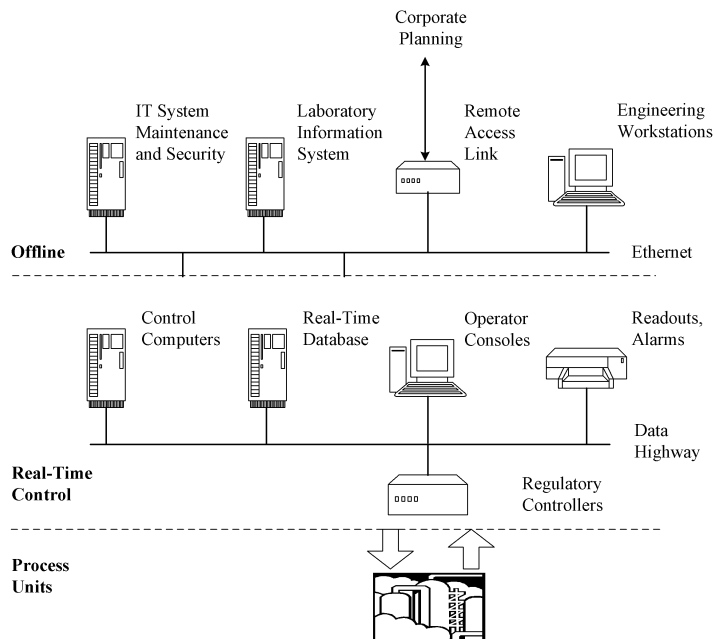 Corporate
Planning
IT System
Maintenance
and Security
Laboratory
Information
System
Remote
Access
Link
Engineering
Workstations
Offline
Ethernet
Control
Computers
Real-Time
Database
Operator
Consoles
Readouts,
Alarms
Data
Highway
Real-Time
Control
Regulatory
Controllers
Process
Units